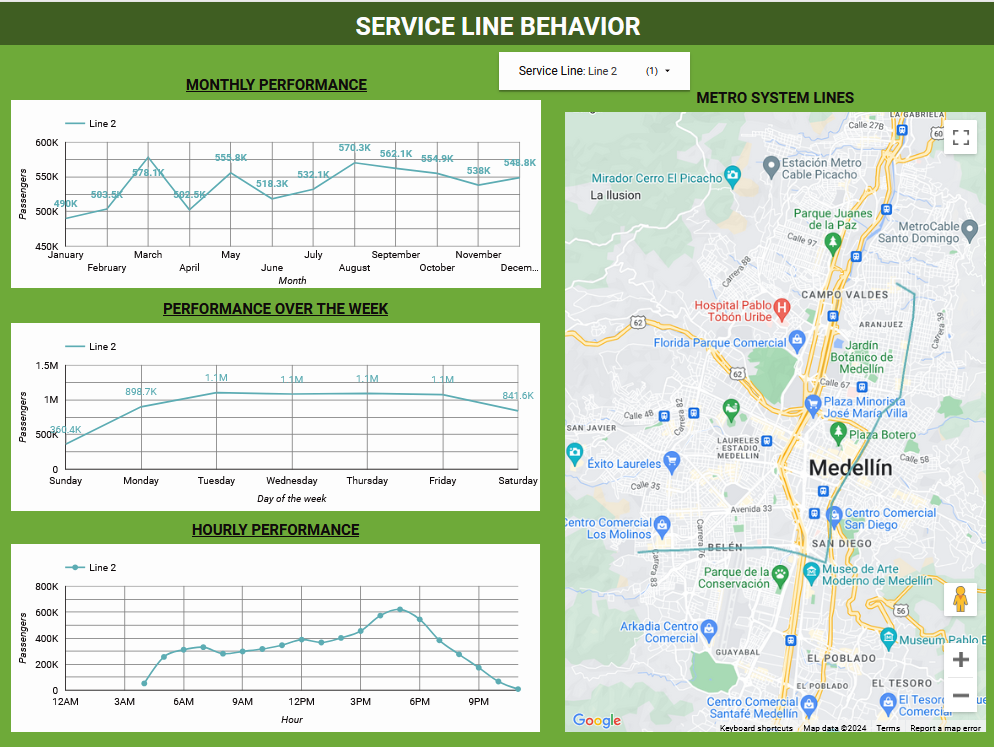 SERVICE LINE BEHAVIOR
Service Line: Line 2 (1)
MONTHLY PERFORMANCE
Line 2
600K
550K
500K
450K
Passengers
490K
503.5K
578.1K
502.5K
555.8K
518.3K
532.1K
570.3K
562.1K
554.9K
538K
548.8K
January
February
March
April
May
June
July
August
September
October
November
Decem...
Month
PERFORMANCE OVER THE WEEK
Line 2
1.5M
1M
500K
0
Passengers
360.4K
898.7K
1.1M
1.1M
1.1M
1.1M
841.6K
Sunday
Monday
Tuesday
Wednesday
Thursday
Friday
Saturday
Day of the week
HOURLY PERFORMANCE
Line 2
800K
600K
400K
200K
0
Passengers
12AM
3AM
6AM
9AM
12PM
3PM
6PM
9PM
Hour
METRO SYSTEM LINES
LA GABRIELA
Calle 27B
60
Estación Metro
Cable Picacho
Mirador Cerro El Picacho
La Ilusion
Parque Juanes
de la Paz
MetroCable
Santo Domingo
Calle 97
Carrera 88
CAMPO VALDES
Hospital Pablo
Tobón Uribe
62
ARANJUEZ
Carrera 39
Florida Parque Comercial
Jardín
Botánico de
Medellín
62
Calle 67
Plaza Minorista
José María Villa
Calle 48
Carrera 82
SAN JAVIER
Plaza Botero
LAURELES
- ESTADIO,
MEDELLIN
Calle 58
Éxito Laureles
Medellín
Calle 35
Avenida 33
Centro Comercial
San Diego
entro Comercial
Los Molinos
Carrera 76
SAN DIEGO
BELÉN
Carrera 83
Parque de la
Conservación
Museo de Arte
Moderno de Medellín
56
Arkadia Centro
Comercial
Museum Pablo E
GUAYABAL
EL POBLADO
EL TESORO
EL POBLADO
Centro Comercial
Santafé Medellín
El Tesoro
Comercia
Google
Keyboard shortcuts
Map data ©2024
Terms
Report a map error